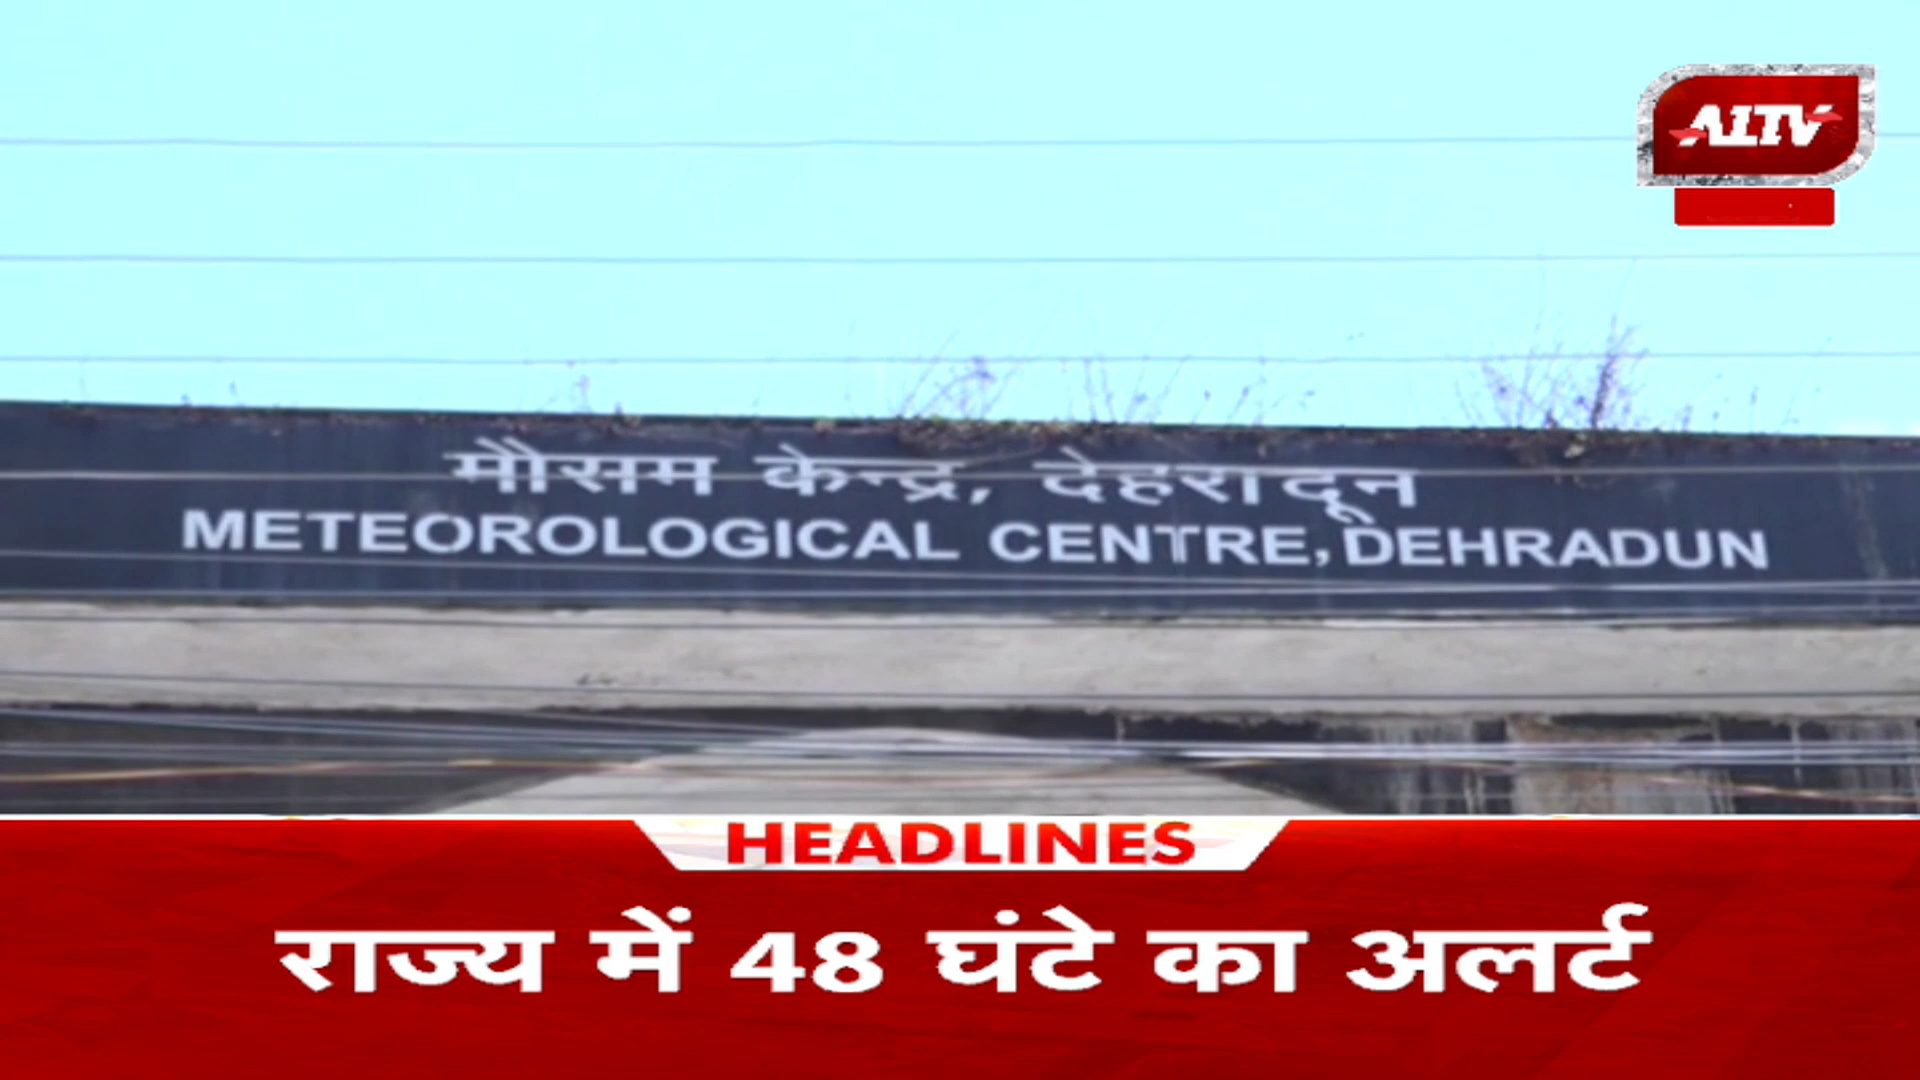 ALTV
मौसम केन्द्र, देहरादून
METEOROLOGICAL CENTRE, DEHRADUN
HEADLINES
राज्य में 48 घंटे का अलर्ट